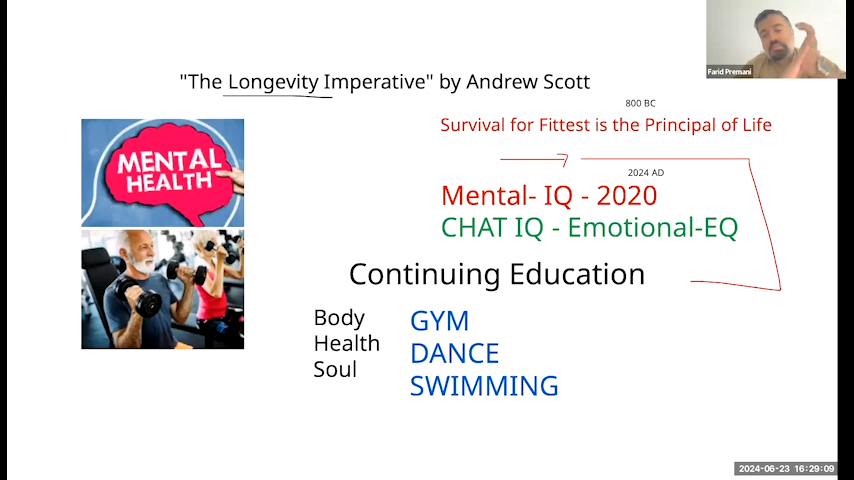 Farid Premani
"The Longevity Imperative" by Andrew Scott
800 BC
Survival for Fittest is the Principal of Life
MENTAL
HEALTH
2024 AD
Mental- IQ - 2020
CHAT IQ - Emotional-EQ
Continuing Education
Body
Health
Soul
GYM
DANCE
SWIMMING
2024-06-23 16:29:09